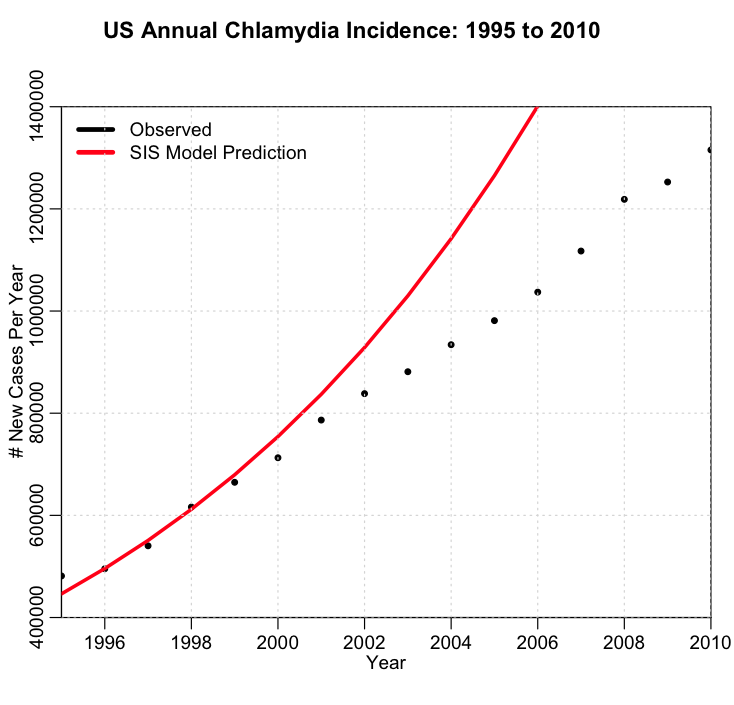 US Annual Chlamydia Incidence: 1995 to 2010
1400000
1200000
1000000
800000
600000
400000
# New Cases Per Year
Observed
SIS Model Prediction
1996 1998 2000 2002 2004 2006 2008 2010
Year